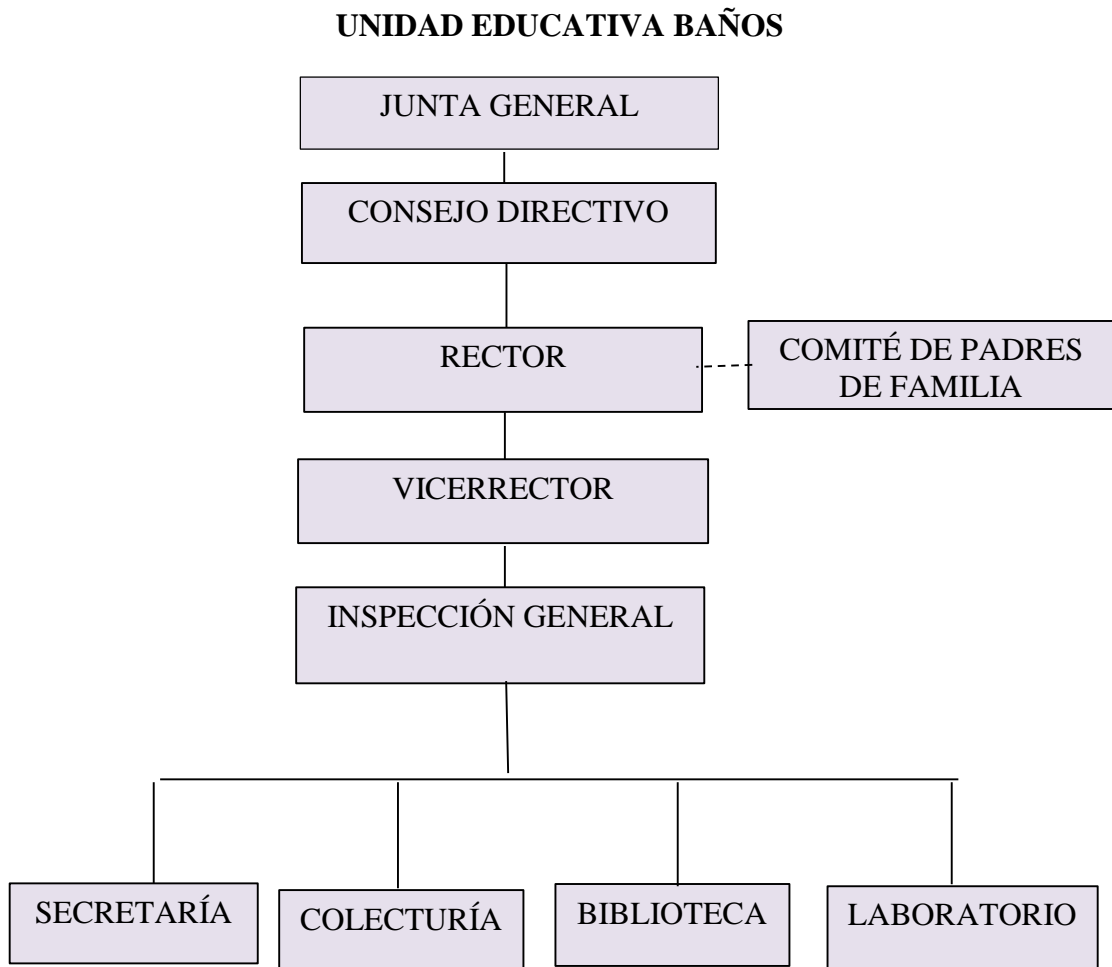 UNIDAD EDUCATIVA BAÑOS
JUNTA GENERAL
CONSEJO DIRECTIVO
RECTOR
COMITÉ DE PADRES
DE FAMILIA
VICERRECTOR
INSPECCIÓN GENERAL
SECRETARÍA
COLECTURÍA
BIBLIOTECA
LABORATORIO